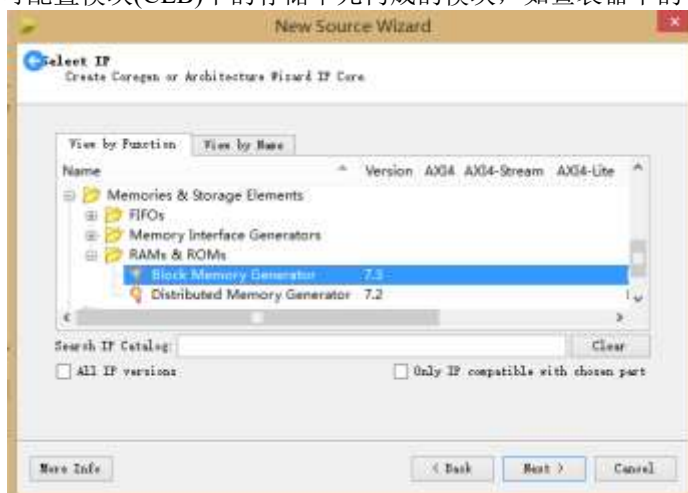 可配置模块(CLB)中的存储单元构成的模块，如查表器中的
New Source Wizard
Select IP
Create Coregen or Architecture Wizard IP Core.
View by Function View by Name
Name Version AXI4 AXI4-Stream AXI4-Lite
Memories & Storage Elements
FIFOs
Memory Interface Generators
RAMs & ROMs
Block Memory Generator 7.3
Distributed Memory Generator 7.2
Search IP Catalog: Clear
All IP versions Only IP compatible with chosen part
More Info < Back Next > Cancel